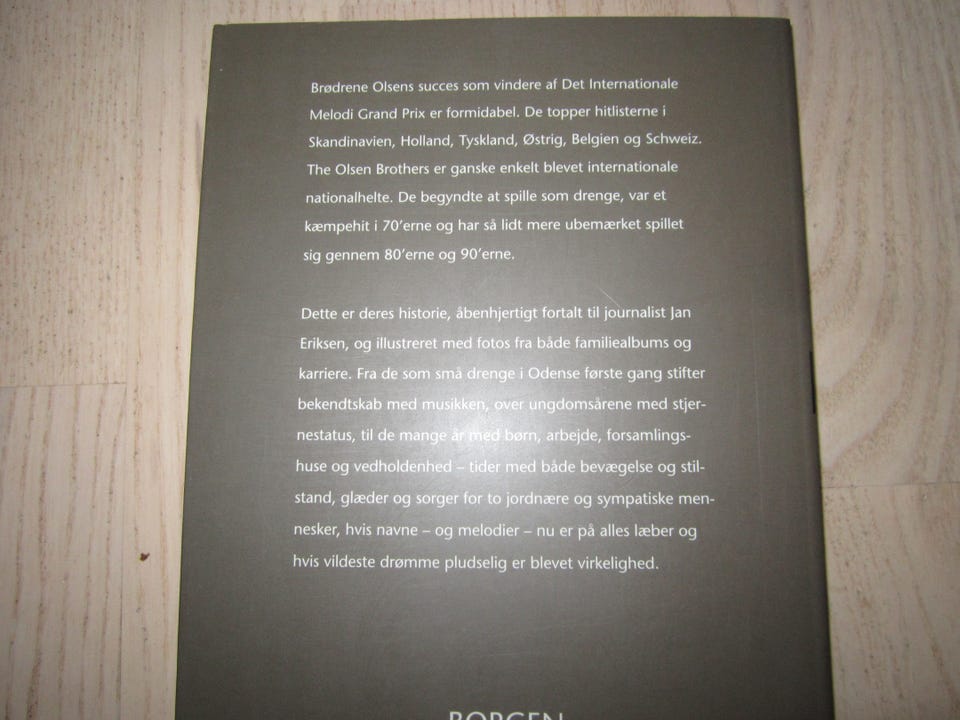 Brødrene Olsens succes som vindere af Det Internationale
Melodi Grand Prix er formidabel. De topper hitlisterne i
Skandinavien, Holland, Tyskland, Østrig, Belgien og Schweiz.
The Olsen Brothers er ganske enkelt blevet internationale
nationalhelte. De begyndte at spille som drenge, var et
kæmpehit i 70'erne og har så lidt mere ubemærket spillet
sig gennem 80'erne og 90'erne.
Dette er deres historie, åbenhjertigt fortalt til journalist Jan
Eriksen, og illustreret med fotos fra både familiealbums og
karriere. Fra de som små drenge i Odense første gang stifter
bekendtskab med musikken, over ungdomsårene med stjer-
nestatus, til de mange år med børn, arbejde, forsamlings-
huse og vedholdenhed – tider med både bevægelse og stil-
stand, glæder og sorger for to jordnære og sympatiske men-
nesker, hvis navne – og melodier – nu er på alles læber og
hvis vildeste drømme pludselig er blevet virkelighed.
BORGEN